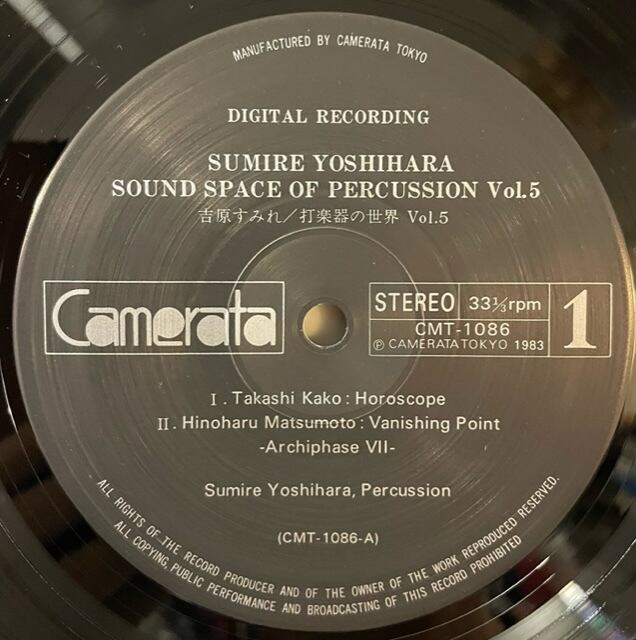 MANUFACTURED BY CAMERATA TOKYO
DIGITAL RECORDING
SUMIRE YOSHIHARA
SOUND SPACE OF PERCUSSION Vol.5
吉原すみれ/打楽器の世界 Vol.5
Camerata
STEREO 33⅓rpm
CMT-1086
Ⓟ CAMERATA TOKYO 1983
1
I. Takashi Kako: Horoscope
II. Hinoharu Matsumoto: Vanishing Point
-Archiphase VII-
Sumire Yoshihara, Percussion
(CMT-1086-A)
ALL RIGHTS OF THE RECORD PRODUCER AND OF THE OWNER OF THE WORK REPRODUCED RESERVED.
ALL COPYING, PUBLIC PERFORMANCE AND BROADCASTING OF THIS RECORD PROHIBITED